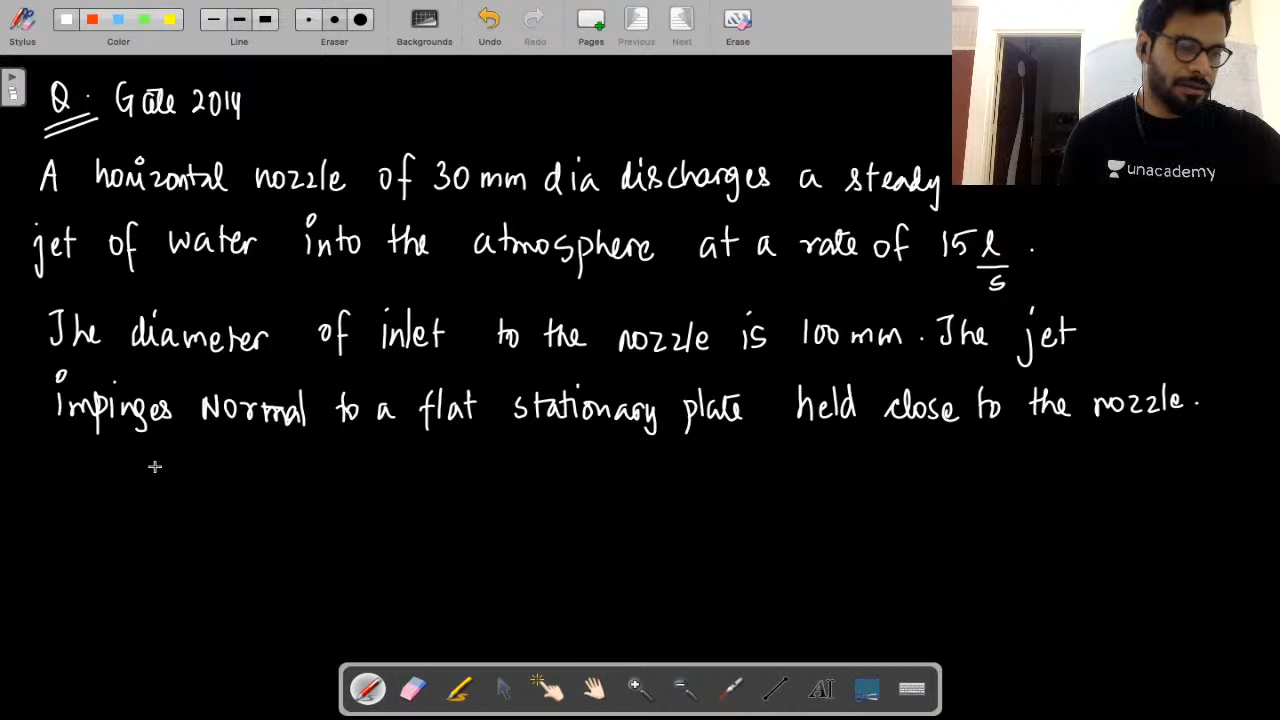 Stylus
Color
Line
Eraser
Backgrounds
Undo
Redo
Pages
Previous
Next
Erase
unacademy
Q. Gate 2014
A horizontal nozzle of 30 mm dia discharges a steady
jet of water into the atmosphere at a rate of 15 l/s.
The diameter of inlet to the nozzle is 100 mm. The jet
impinges Normal to a flat stationary plate held close to the nozzle.